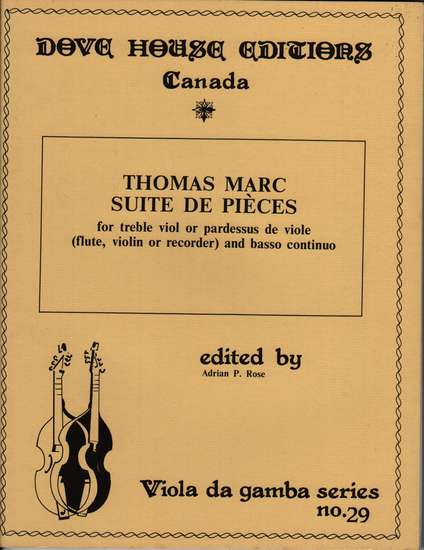 DOVE HOUSE EDITIONS
Canada
THOMAS MARC
SUITE DE PIÈCES
for treble viol or pardessus de viole
(flute, violin or recorder) and basso continuo
edited by
Adrian P. Rose
Viola da gamba series
no.29